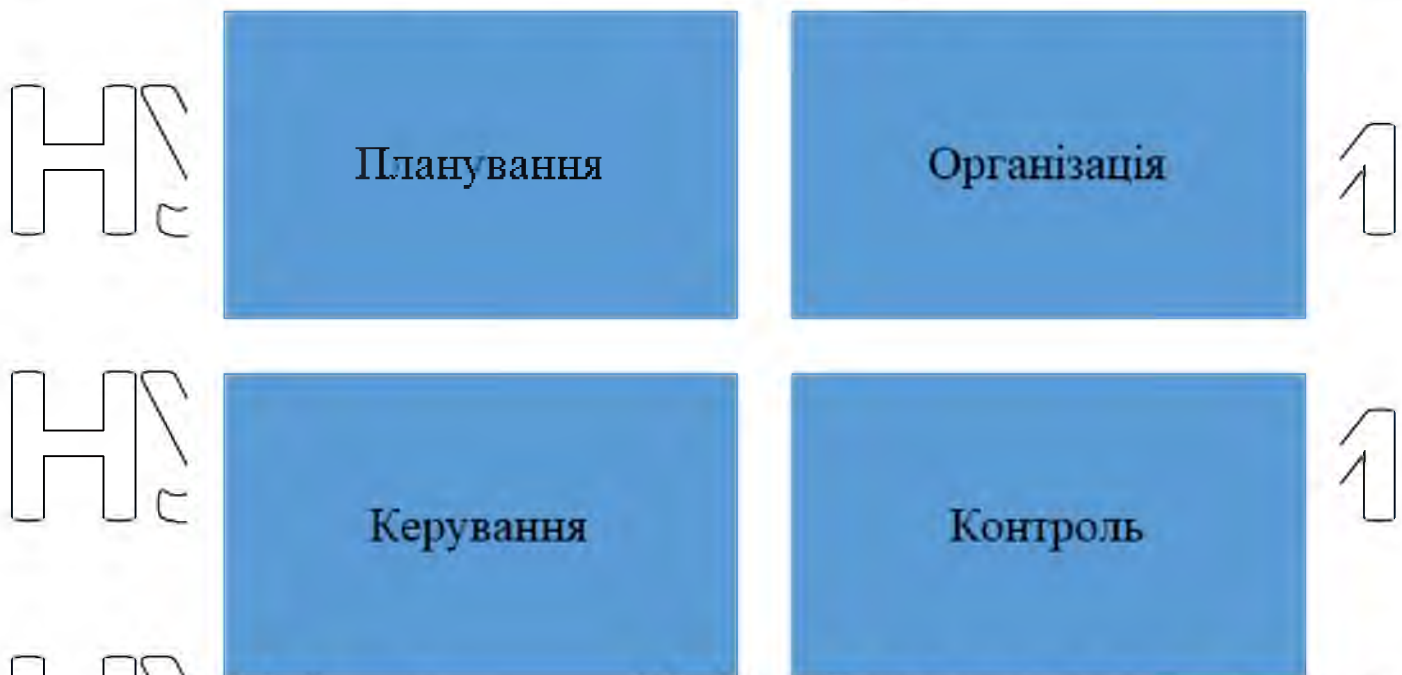 Планування
Організація
Керування
Контроль